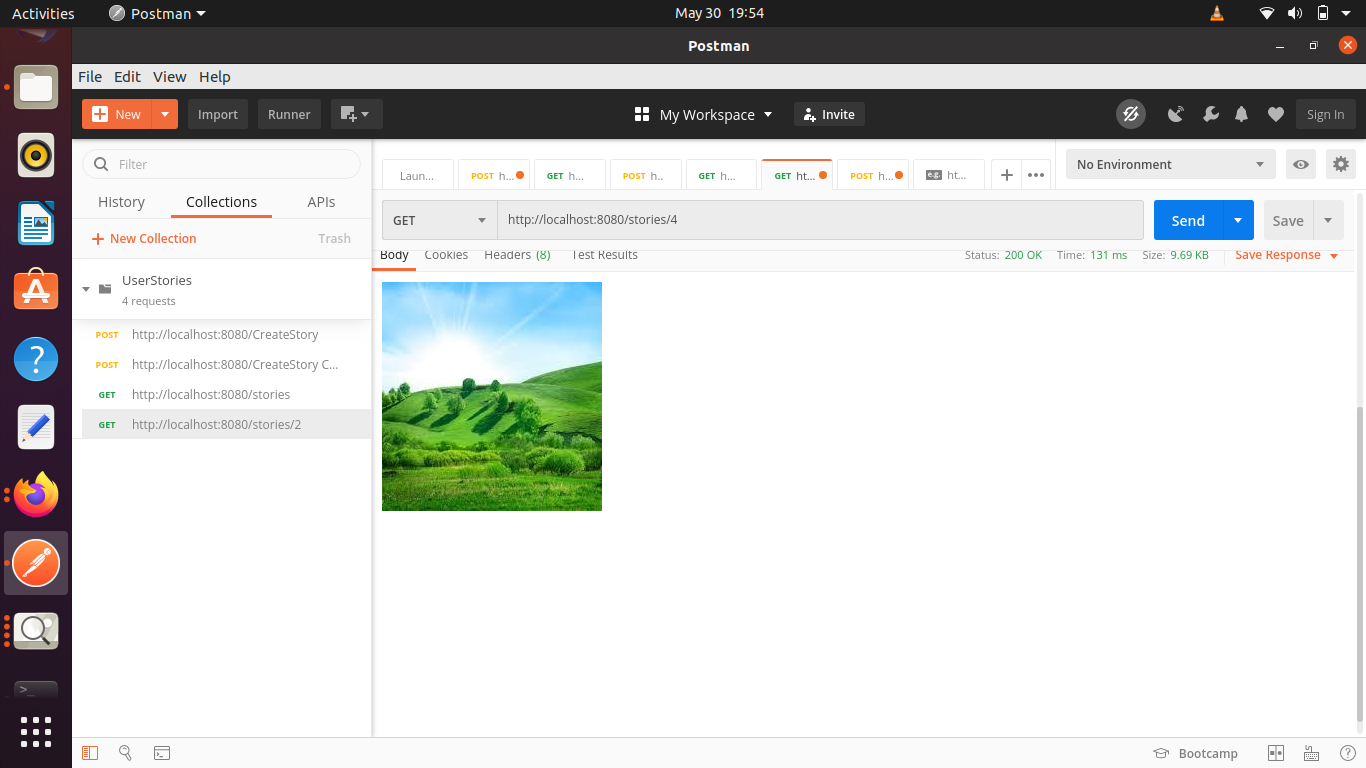 Activities Postman May 30 19:54
Postman
File Edit View Help
New Import Runner My Workspace Invite Sign In
Filter
History Collections APIs
New Collection Trash
UserStories
4 requests
POST http://localhost:8080/CreateStory
POST http://localhost:8080/CreateStory C...
GET http://localhost:8080/stories
GET http://localhost:8080/stories/2
Laun... POST h... GET h... POST h.. GET h... GET ht... POST h... e.g. ht... No Environment
GET http://localhost:8080/stories/4 Send Save
Body Cookies Headers (8) Test Results Status: 200 OK Time: 131 ms Size: 9.69 KB Save Response
Bootcamp